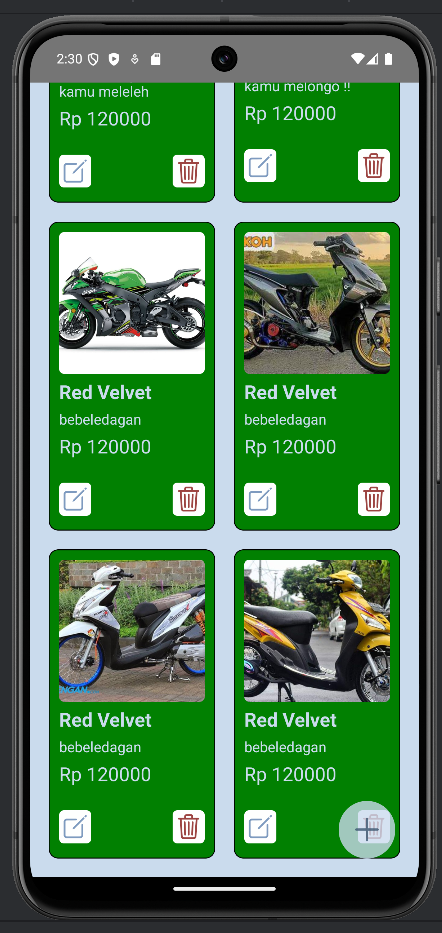 2:30
kamu meleleh
Rp 120000
kamu melongo !!
Rp 120000
KOH
Red Velvet
bebeledagan
Rp 120000
Red Velvet
bebeledagan
Rp 120000
Red Velvet
bebeledagan
Rp 120000
Red Velvet
bebeledagan
Rp 120000